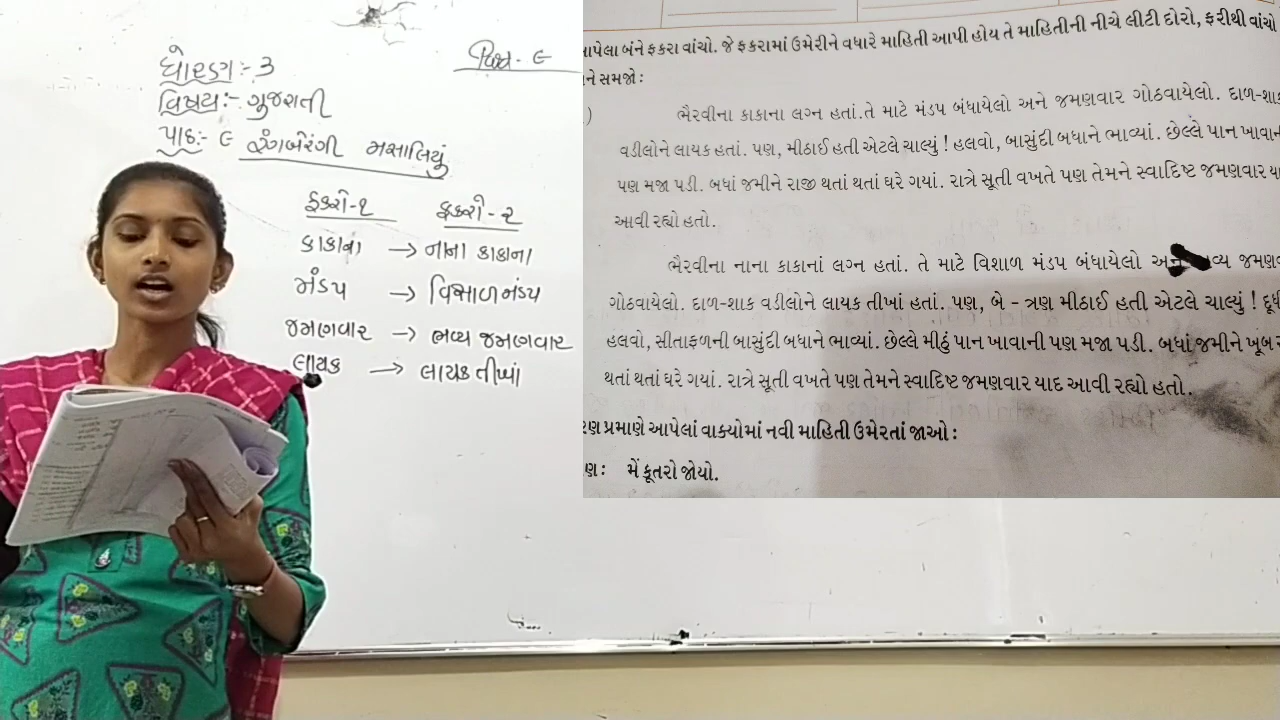 ધોરણ :- ૩
વિષય :- ગુજરાતી
પાઠ :- ૯ રંગબેરંગી મસાલિયું
ફકરો - ૧ ફકરો - ૨
કાકાના → નાના કાકાના
મંડપ → વિશાળ મંડપ
જમણવાર → ભવ્ય જમણવાર
લાયક → લાયક તીખાં
આપેલા બંને ફકરા વાંચો. જે ફકરામાં ઉમેરીને વધારે માહિતી આપી હોય તે માહિતીની નીચે લીટી દોરો, ફરીથી વાંચો
ને સમજો :
ભૈરવીના કાકાના લગ્ન હતાં. તે માટે મંડપ બંધાયેલો અને જમણવાર ગોઠવાયેલો. દાળ-શાક
વડીલોને લાયક હતાં. પણ, મીઠાઈ હતી એટલે ચાલ્યું ! હલવો, બાસુંદી બધાને ભાવ્યાં. છેલ્લે પાન ખાવાન
પણ મજા પડી. બધાં જમીને રાજી થતાં થતાં ઘરે ગયાં. રાત્રે સૂતી વખતે પણ તેમને સ્વાદિષ્ટ જમણવાર યા
આવી રહ્યો હતો.
ભૈરવીના નાના કાકાનાં લગ્ન હતાં. તે માટે વિશાળ મંડપ બંધાયેલો અને ભવ્ય જમણવ
ગોઠવાયેલો. દાળ-શાક વડીલોને લાયક તીખાં હતાં. પણ, બે - ત્રણ મીઠાઈ હતી એટલે ચાલ્યું ! દૂધ
હલવો, સીતાફળની બાસુંદી બધાને ભાવ્યાં. છેલ્લે મીઠું પાન ખાવાની પણ મજા પડી. બધાં જમીને ખૂબ
થતાં થતાં ઘરે ગયાં. રાત્રે સૂતી વખતે પણ તેમને સ્વાદિષ્ટ જમણવાર યાદ આવી રહ્યો હતો.
રણ પ્રમાણે આપેલાં વાક્યોમાં નવી માહિતી ઉમેરતાં જાઓ :
ણ : મેં કૂતરો જોયો.